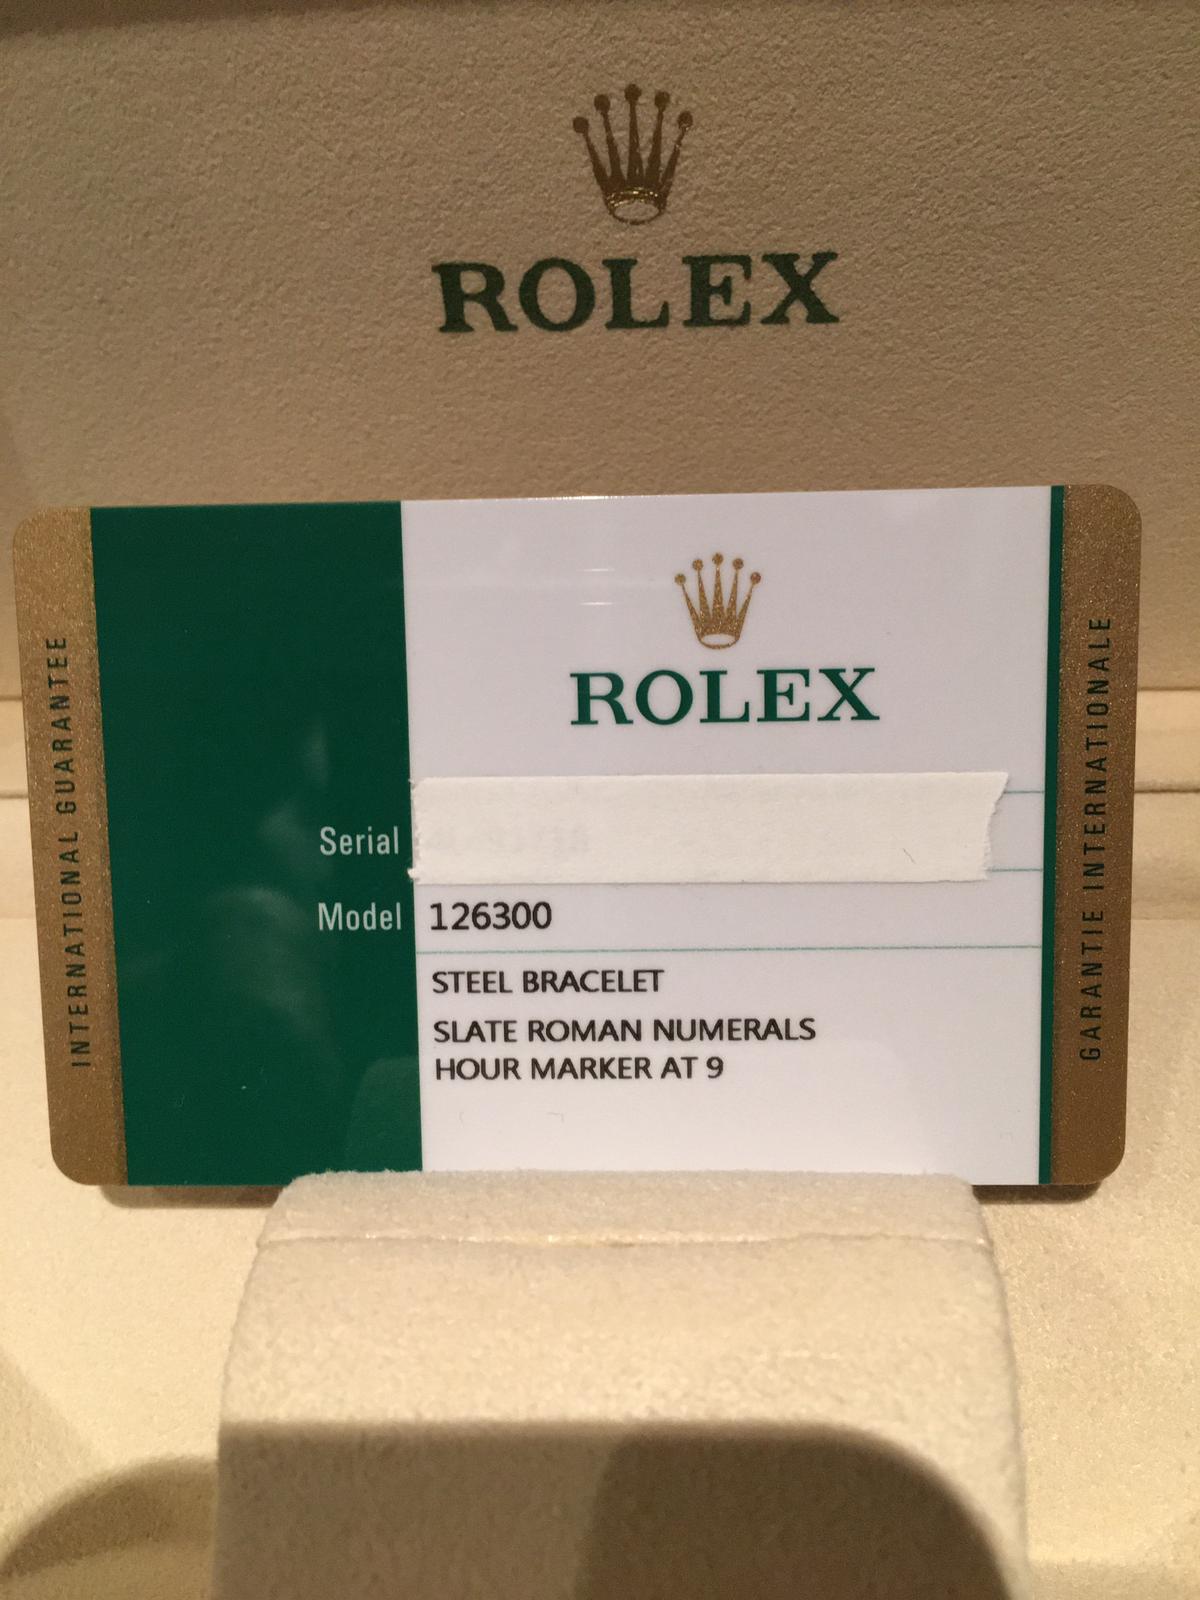 ROLEX
INTERNATIONAL GUARANTEE
ROLEX
Serial
Model 126300
STEEL BRACELET
SLATE ROMAN NUMERALS
HOUR MARKER AT 9
GARANTIE INTERNATIONALE